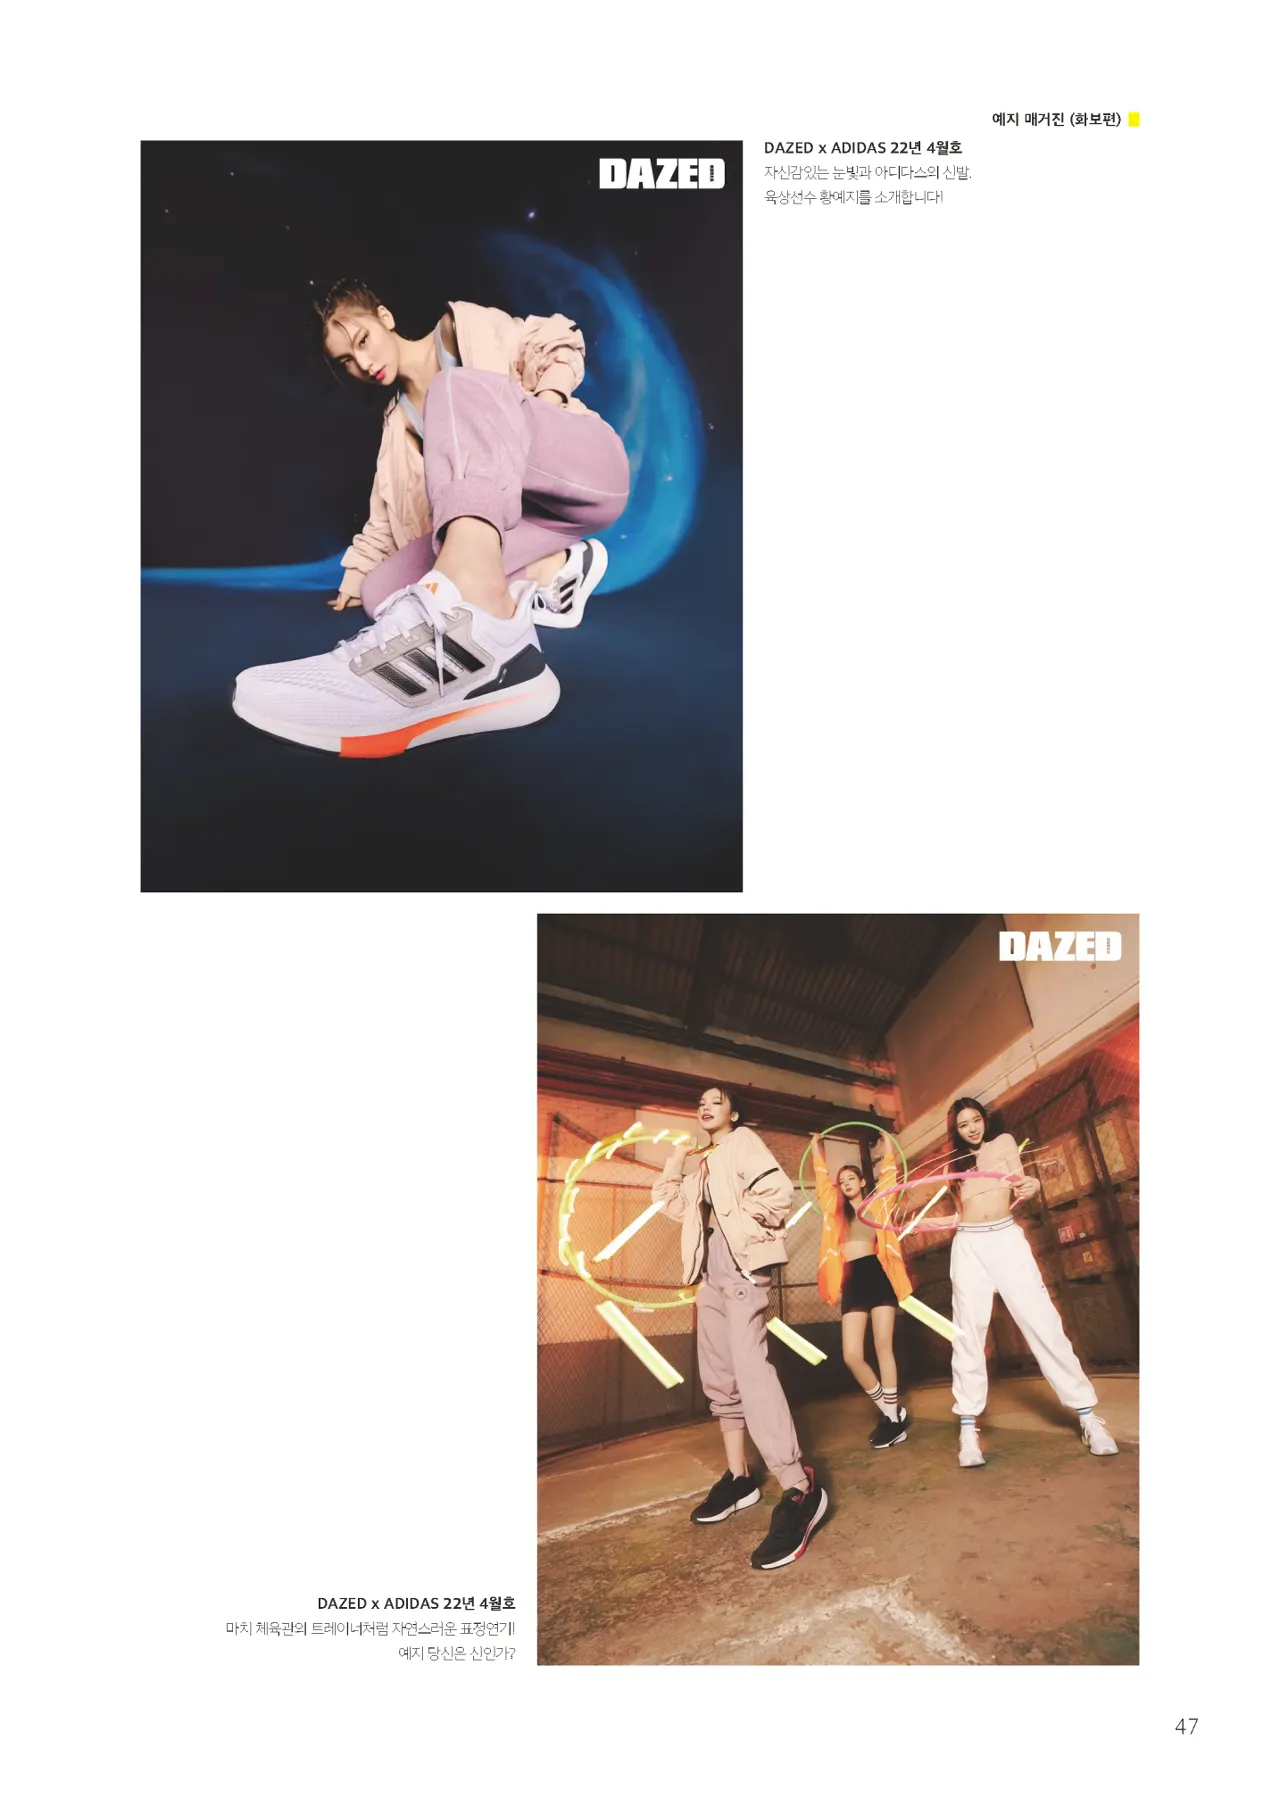 예지 매거진 (화보편)
DAZED
DAZED x ADIDAS 22년 4월호
자신감있는 눈빛과 아디다스의 신발.
육상선수 황예지를 소개합니다!
DAZED
DAZED x ADIDAS 22년 4월호
마치 체육관의 트레이너처럼 자연스러운 표정연기!
예지 당신은 신인가?
47